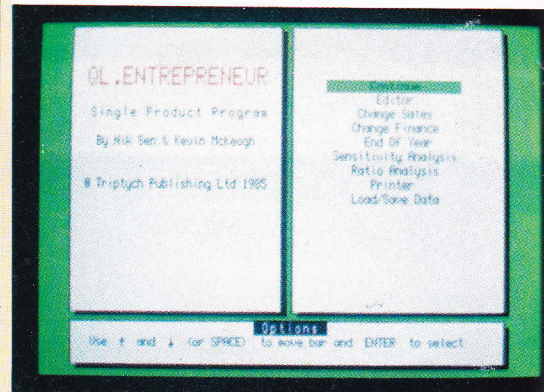 QL.ENTREPRENEUR
Single Product Program
By Nik Sen & Kevin McKeogh
© Triptych Publishing Ltd 1985
Continue
Editor
Change Sales
Change Finance
End Of Year
Sensitivity Analysis
Ratio Analysis
Printer
Load/Save Data
Options
Use ↑ and ↓ (or SPACE) to move bar and ENTER to select